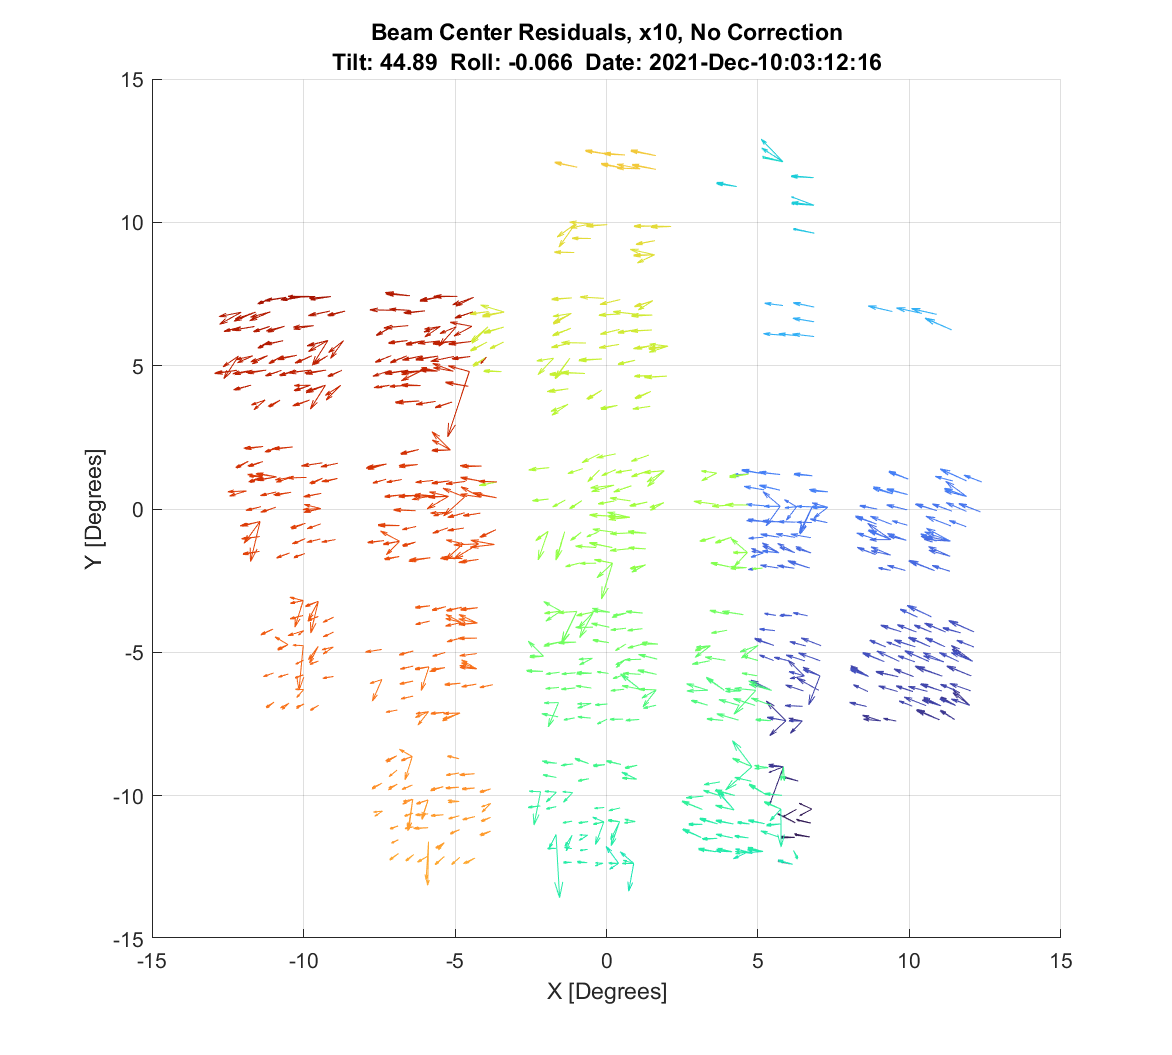 Beam Center Residuals, x10, No Correction
Tilt: 44.89  Roll: -0.066  Date: 2021-Dec-10:03:12:16
15
10
5
0
-5
-10
-15
Y [Degrees]
-15 -10 -5 0 5 10 15
X [Degrees]